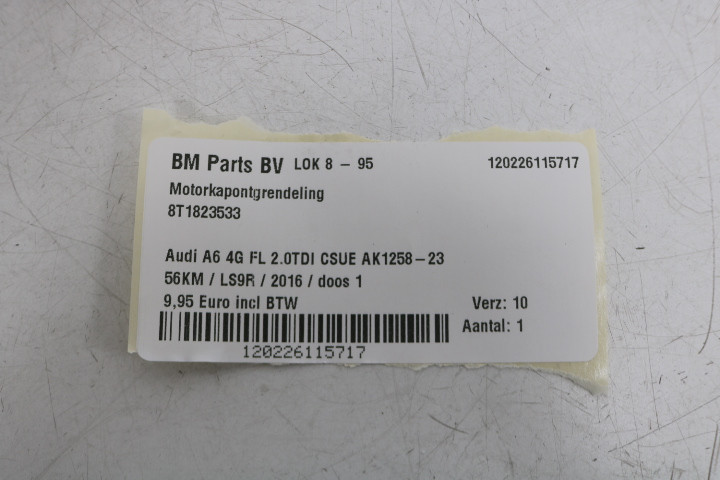 BM Parts BV LOK 8 - 95 120226115717
Motorkapontgrendeling
8T1823533
Audi A6 4G FL 2.0TDI CSUE AK1258-23
56KM / LS9R / 2016 / doos 1
9,95 Euro incl BTW Verz: 10
Aantal: 1
120226115717